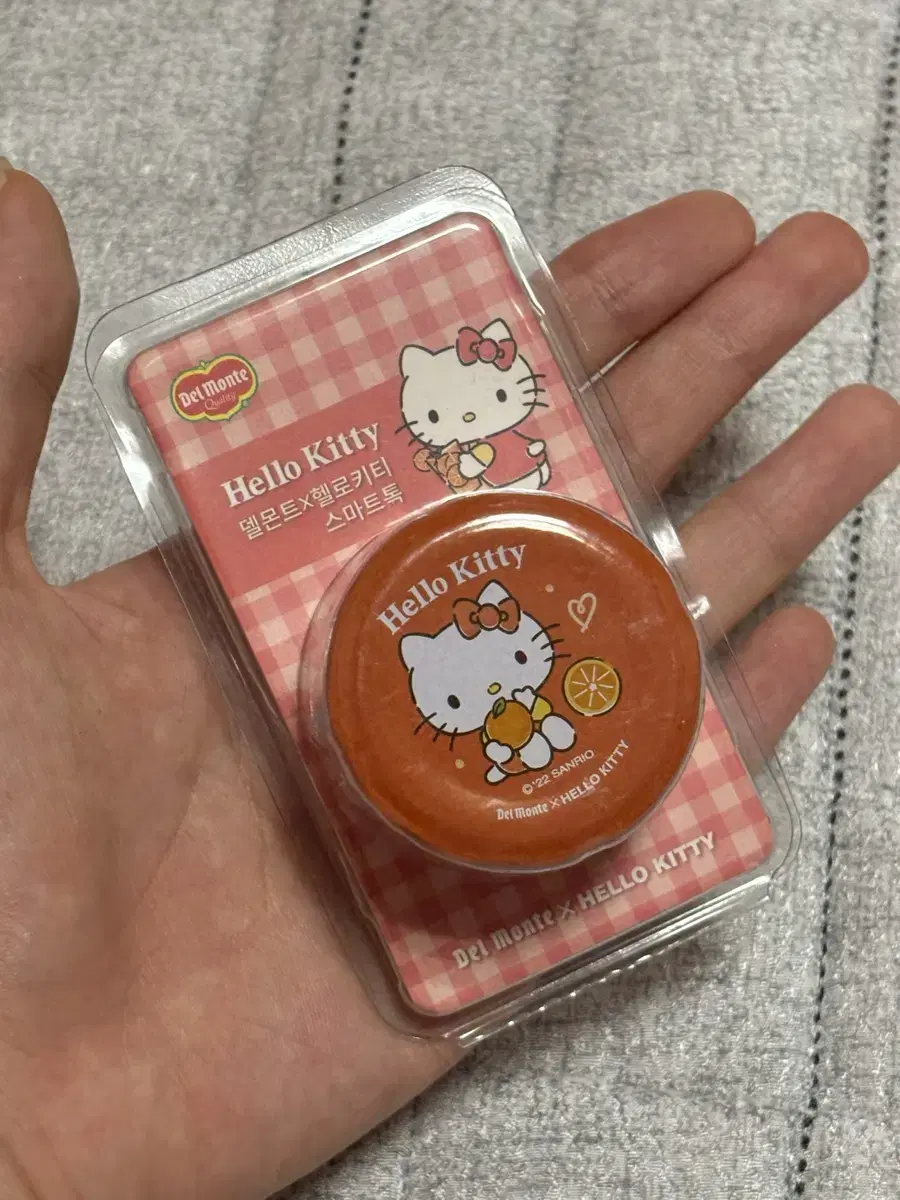 Del Monte
Quality
Hello Kitty
델몬트X헬로키티
스마트톡
Hello Kitty
©'22 SANRIO
Del Monte X HELLO KITTY
Del Monte X HELLO KITTY